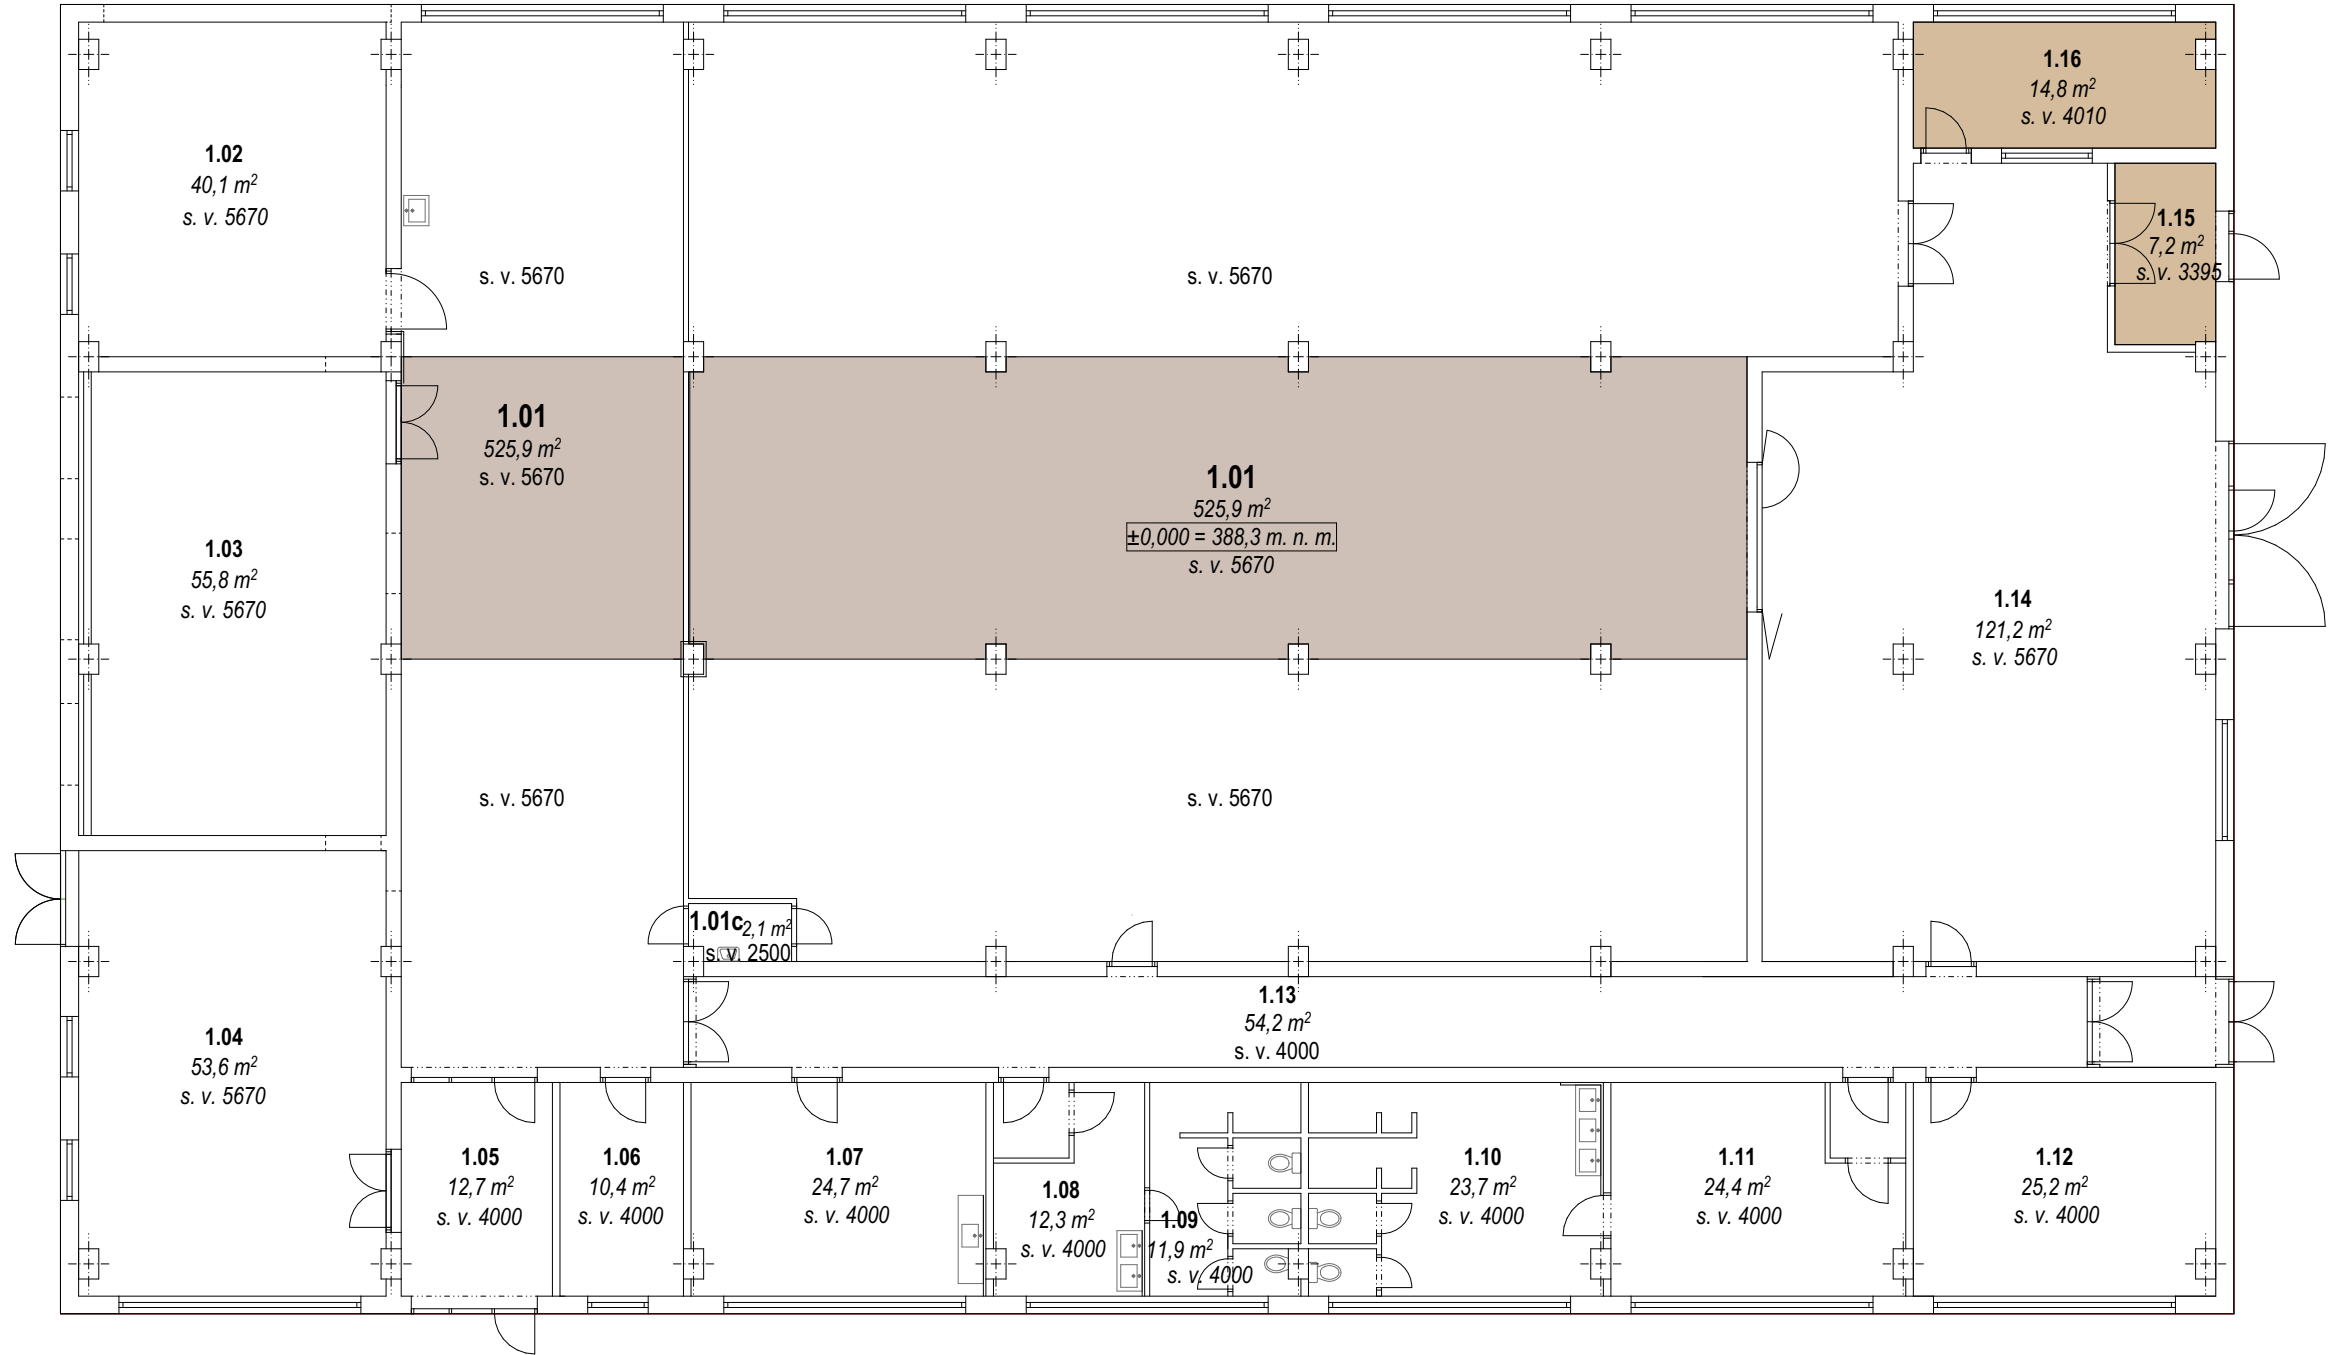 1.16
14,8 m²
s. v. 4010
1.02
40,1 m²
s. v. 5670
1.15
7,2 m²
s. v. 3395
s. v. 5670
s. v. 5670
1.01
525,9 m²
s. v. 5670
1.01
525,9 m²
±0,000 = 388,3 m. n. m.
s. v. 5670
1.03
55,8 m²
s. v. 5670
1.14
121,2 m²
s. v. 5670
s. v. 5670
s. v. 5670
1.01c 2,1 m²
s. v. 2500
1.13
54,2 m²
s. v. 4000
1.04
53,6 m²
s. v. 5670
1.05
12,7 m²
s. v. 4000
1.06
10,4 m²
s. v. 4000
1.07
24,7 m²
s. v. 4000
1.08
12,3 m²
s. v. 4000
1.09
11,9 m²
s. v. 4000
1.10
23,7 m²
s. v. 4000
1.11
24,4 m²
s. v. 4000
1.12
25,2 m²
s. v. 4000